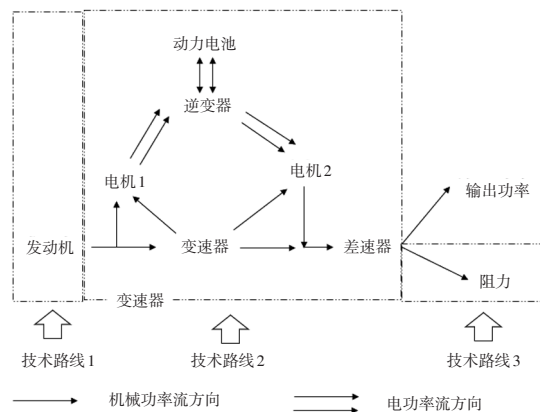 动力电池
逆变器
电机1
电机2
输出功率
发动机
变速器
差速器
阻力
变速器
技术路线1
技术路线2
技术路线3
机械功率流方向
电功率流方向